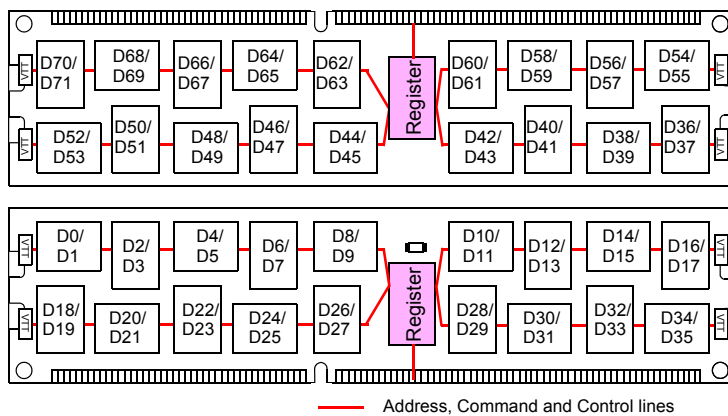 D70/ D71
D68/ D69
D66/ D67
D64/ D65
D62/ D63
Register
D60/ D61
D58/ D59
D56/ D57
D54/ D55
VTT
VTT
D52/ D53
D50/ D51
D48/ D49
D46/ D47
D44/ D45
D42/ D43
D40/ D41
D38/ D39
D36/ D37
VTT
VTT
D0/ D1
D2/ D3
D4/ D5
D6/ D7
D8/ D9
Register
D10/ D11
D12/ D13
D14/ D15
D16/ D17
VTT
VTT
D18/ D19
D20/ D21
D22/ D23
D24/ D25
D26/ D27
D28/ D29
D30/ D31
D32/ D33
D34/ D35
VTT
VTT
Address, Command and Control lines